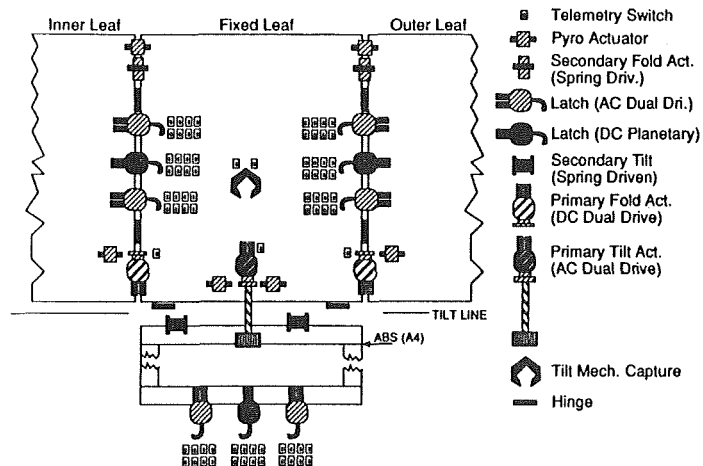 Inner Leaf
Fixed Leaf
Outer Leaf
Telemetry Switch
Pyro Actuator
Secondary Fold Act.
(Spring Driv.)
Latch (AC Dual Dri.)
Latch (DC Planetary)
Secondary Tilt
(Spring Driven)
Primary Fold Act.
(DC Dual Drive)
Primary Tilt Act.
(AC Dual Drive)
TILT LINE
ABS (A4)
Tilt Mech. Capture
Hinge